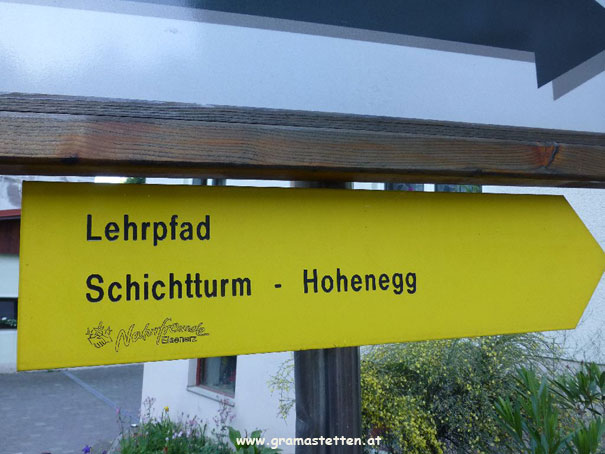 Lehrpfad
Schichtturm - Hohenegg
Naturfreunde
Eisenerz
www.gramastetten.at